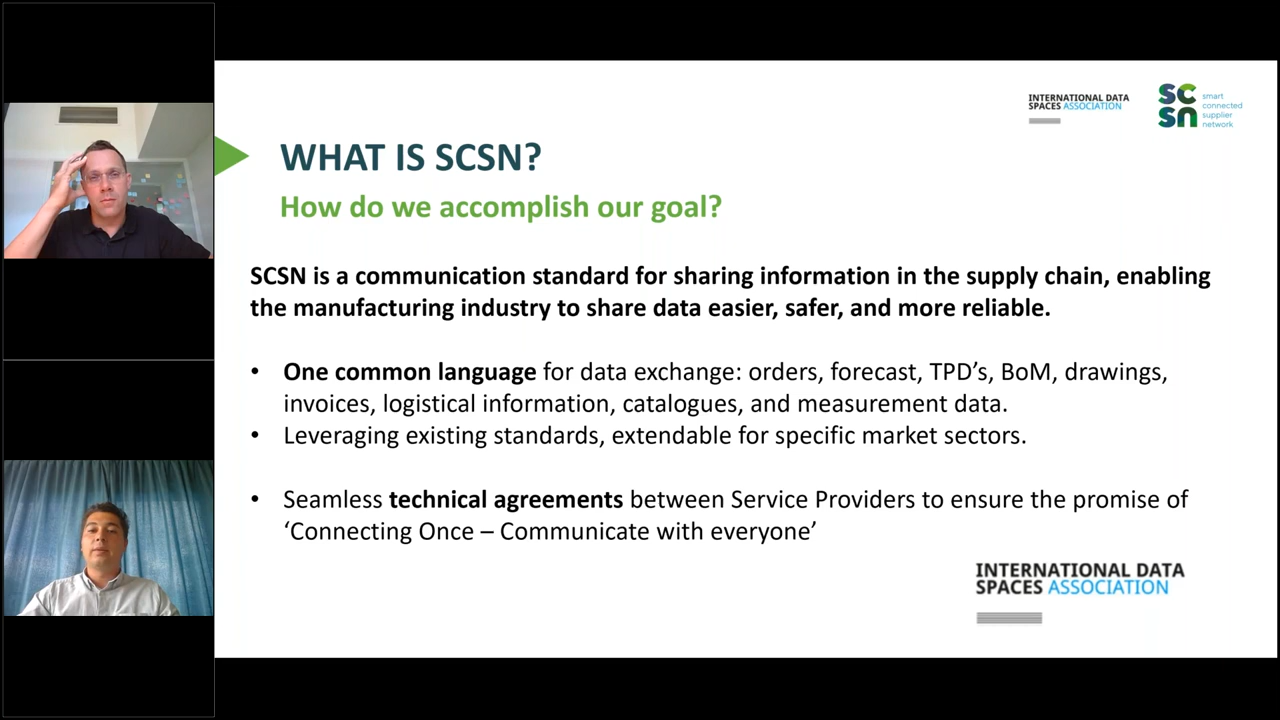 INTERNATIONAL DATA
SPACES ASSOCIATION
SC
SN
smart
connected
supplier
network
WHAT IS SCSN?
How do we accomplish our goal?
SCSN is a communication standard for sharing information in the supply chain, enabling
the manufacturing industry to share data easier, safer, and more reliable.
• One common language for data exchange: orders, forecast, TPD’s, BoM, drawings,
invoices, logistical information, catalogues, and measurement data.
• Leveraging existing standards, extendable for specific market sectors.
• Seamless technical agreements between Service Providers to ensure the promise of
‘Connecting Once – Communicate with everyone’
INTERNATIONAL DATA
SPACES ASSOCIATION